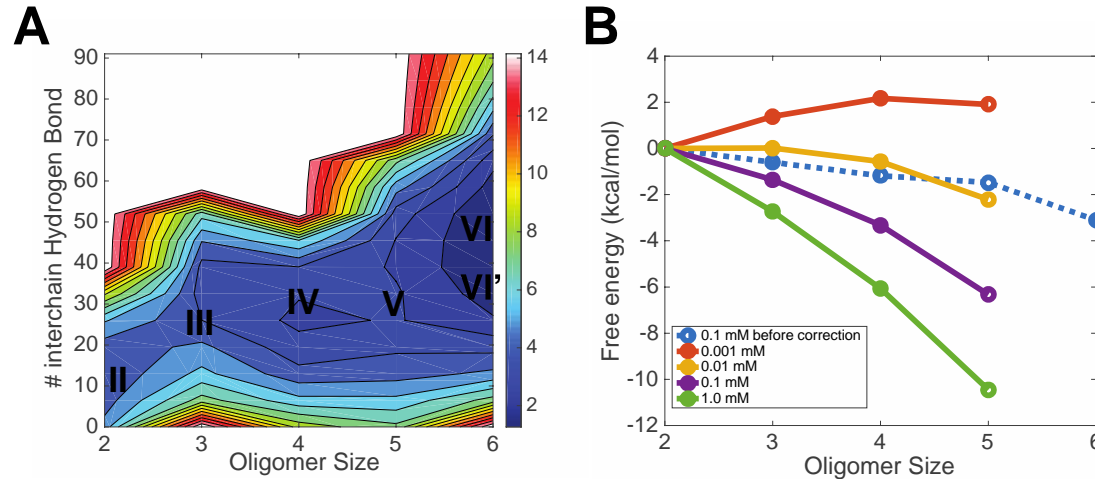 A
# interchain Hydrogen Bond
90
80
70
60
50
40
30
20
10
0
II
III
IV
V
VI
VI’
2
3
4
5
6
Oligomer Size
14
12
10
8
6
4
2
B
Free energy (kcal/mol)
4
2
0
-2
-4
-6
-8
-10
-12
0.1 mM before correction
0.001 mM
0.01 mM
0.1 mM
1.0 mM
2
3
4
5
6
Oligomer Size